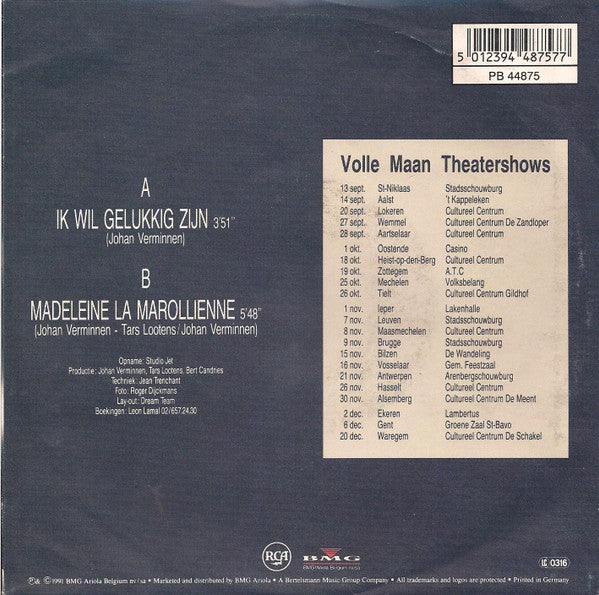 5 012394 487577
PB 44875
A
IK WIL GELUKKIG ZIJN 3'51"
(Johan Verminnen)
B
MADELEINE LA MAROLLIENNE 5'48"
(Johan Verminnen - Tars Lootens/Johan Verminnen)
Opname: Studio Jet
Productie: Johan Verminnen, Tars Lootens, Bert Candries
Techniek: Jean Trenchant
Foto: Roger Dijckmans
Lay-out: Dream Team
Boekingen: Leon Lamal 02/657.24.30
Volle Maan Theatershows
13 sept. St-Niklaas Stadsschouwburg
14 sept. Aalst 't Kappeleken
20 sept. Lokeren Cultureel Centrum
27 sept. Wemmel Cultureel Centrum De Zandloper
28 sept. Aartselaar Cultureel Centrum
1 okt. Oostende Casino
18 okt. Heist-op-den-Berg Cultureel Centrum
19 okt. Zottegem A.T.C
25 okt. Mechelen Volksbelang
26 okt. Tielt Cultureel Centrum Gildhof
1 nov. Ieper Lakenhalle
7 nov. Leuven Stadsschouwburg
8 nov. Maasmechelen Cultureel Centrum
9 nov. Brugge Stadsschouwburg
15 nov. Bilzen De Wandeling
16 nov. Vosselaar Gem. Feestzaal
21 nov. Antwerpen Arenbergschouwburg
26 nov. Hasselt Cultureel Centrum
30 nov. Alsemberg Cultureel Centrum De Meent
2 dec. Ekeren Lambertus
6 dec. Gent Groene Zaal St-Bavo
20 dec. Waregem Cultureel Centrum De Schakel
RCA
BMG
BMG Ariola Belgium nv/sa
LC 0316
℗ & © 1991 BMG Ariola Belgium nv / sa • Marketed and distributed by BMG Ariola • A Bertelsmann Music Group Company • All trademarks and logos are protected • Printed in Germany